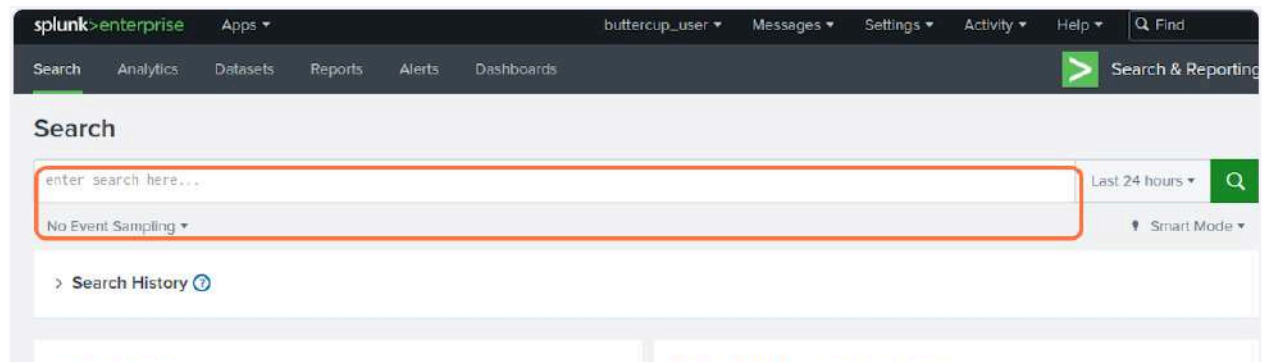 splunk>enterprise Apps buttercup_user Messages Settings Activity Help Find
Search Analytics Datasets Reports Alerts Dashboards Search & Reporting
Search
enter search here... Last 24 hours
No Event Sampling Smart Mode
> Search History ?